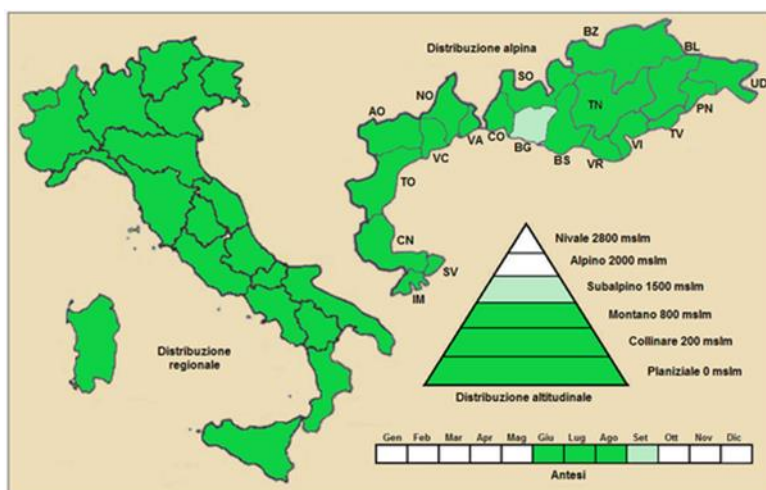 Distribuzione alpina
BZ
BL
SO
UD
NO
AO
TN
PN
VA
CO
TV
VC
BG
VI
BS
VR
TO
CN
SV
IM
Nivale 2800 mslm
Alpino 2000 mslm
Subalpino 1500 mslm
Montano 800 mslm
Collinare 200 mslm
Planiziale 0 mslm
Distribuzione altitudinale
Distribuzione
regionale
Gen Feb Mar Apr Mag Giu Lug Ago Set Ott Nov Dic
Antesi